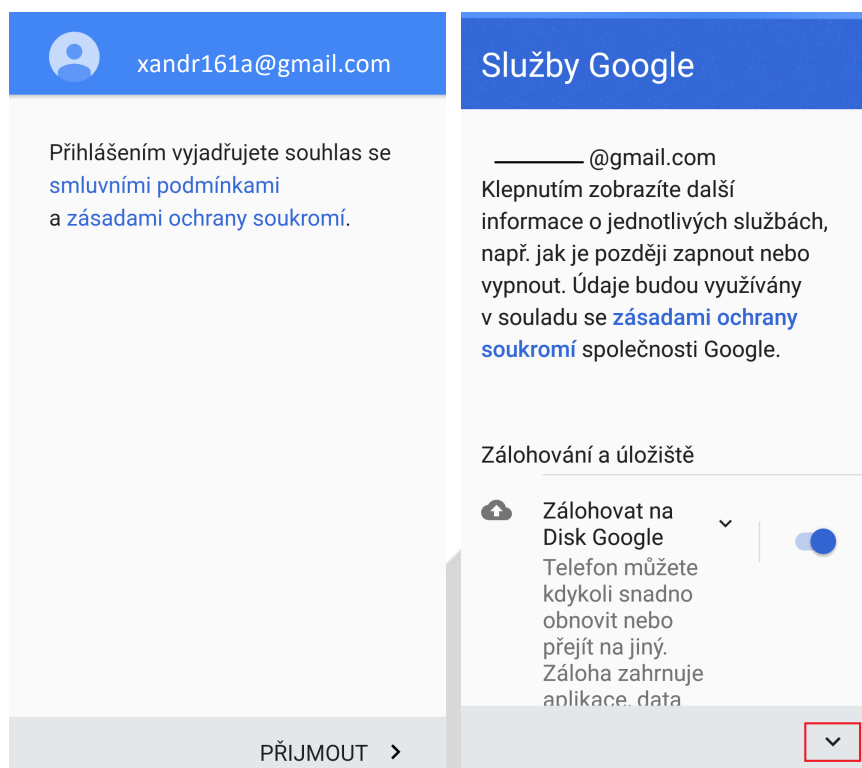 xandr161a@gmail.com
Přihlášením vyjadřujete souhlas se
smluvními podmínkami
a zásadami ochrany soukromí.
PŘIJMOUT
Služby Google
@gmail.com
Klepnutím zobrazíte další
informace o jednotlivých službách,
např. jak je později zapnout nebo
vypnout. Údaje budou využívány
v souladu se zásadami ochrany
soukromí společnosti Google.
Zálohování a úložiště
Zálohovat na
Disk Google
Telefon můžete
kdykoli snadno
obnovit nebo
přejít na jiný.
Záloha zahrnuje
aplikace, data